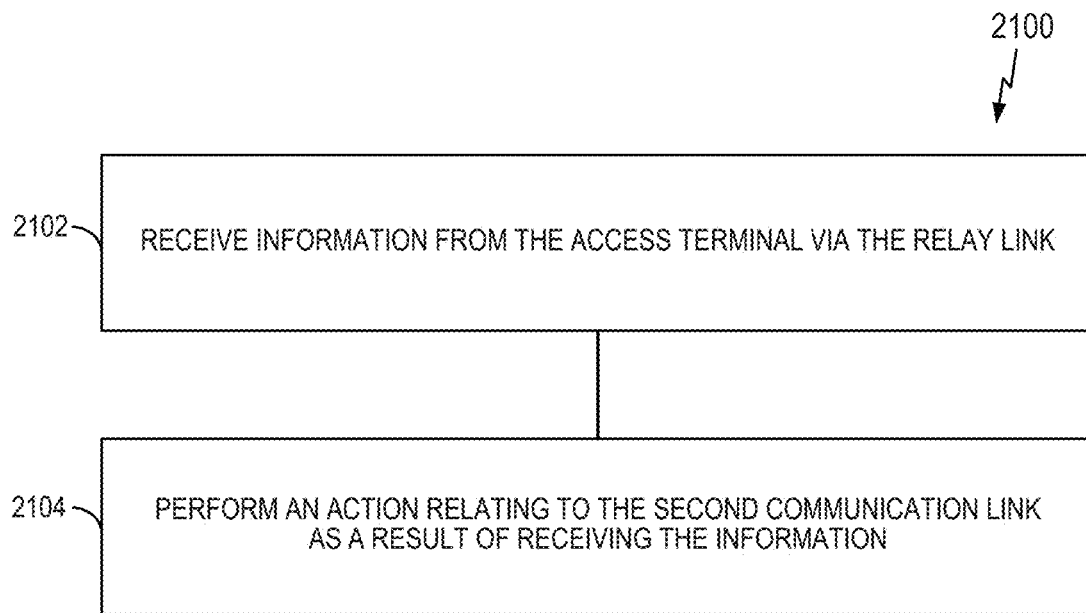 2100
2102
RECEIVE INFORMATION FROM THE ACCESS TERMINAL VIA THE RELAY LINK
2104
PERFORM AN ACTION RELATING TO THE SECOND COMMUNICATION LINK
AS A RESULT OF RECEIVING THE INFORMATION